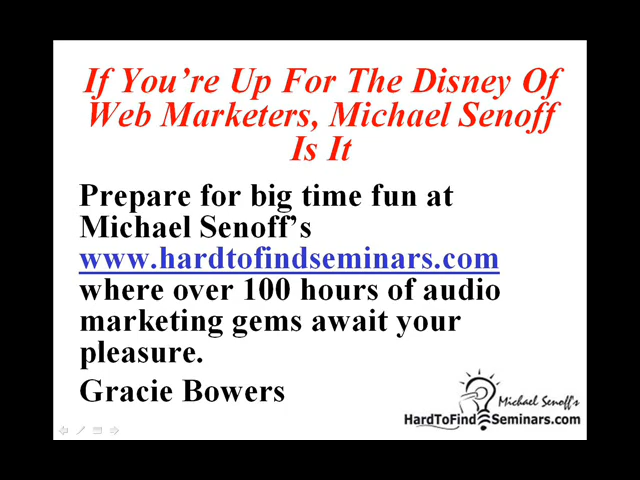 If You’re Up For The Disney Of
Web Marketers, Michael Senoff
Is It
Prepare for big time fun at
Michael Senoff’s
www.hardtofindseminars.com
where over 100 hours of audio
marketing gems await your
pleasure.
Gracie Bowers
Michael Senoff's
HardToFindSeminars.com